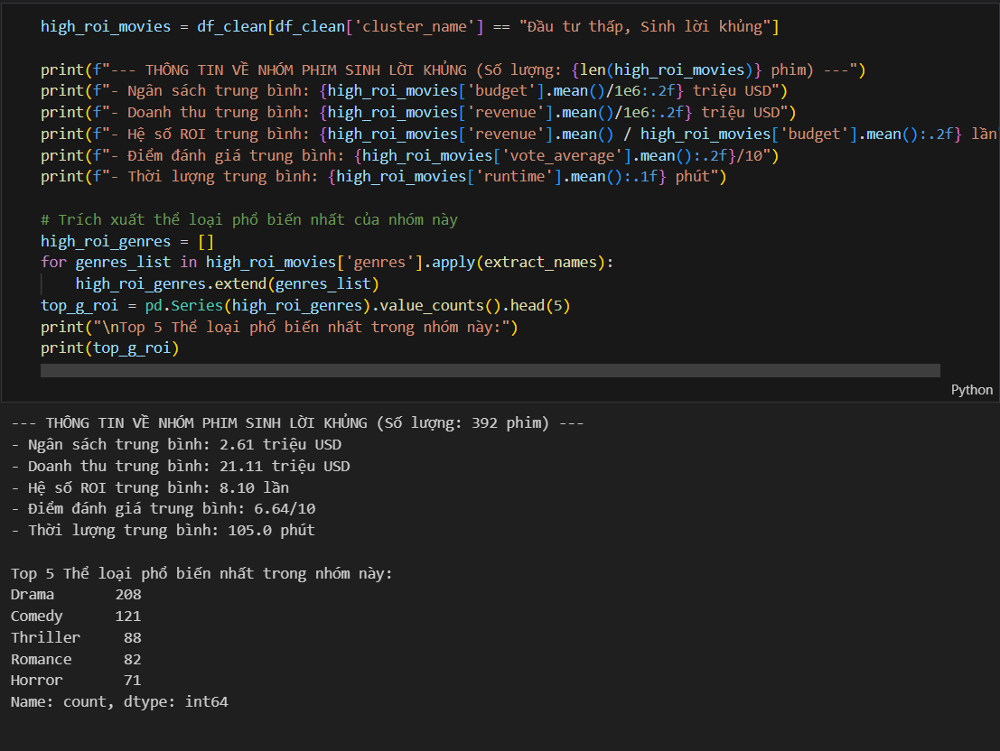 high_roi_movies = df_clean[df_clean['cluster_name'] == "Đầu tư thấp, Sinh lời khủng"]
print(f"--- THÔNG TIN VỀ NHÓM PHIM SINH LỜI KHỦNG (Số lượng: {len(high_roi_movies)} phim) ---")
print(f"- Ngân sách trung bình: {high_roi_movies['budget'].mean()/1e6:.2f} triệu USD")
print(f"- Doanh thu trung bình: {high_roi_movies['revenue'].mean()/1e6:.2f} triệu USD")
print(f"- Hệ số ROI trung bình: {high_roi_movies['revenue'].mean() / high_roi_movies['budget'].mean():.2f} lần"
print(f"- Điểm đánh giá trung bình: {high_roi_movies['vote_average'].mean():.2f}/10")
print(f"- Thời lượng trung bình: {high_roi_movies['runtime'].mean():.1f} phút")
# Trích xuất thể loại phổ biến nhất của nhóm này
high_roi_genres = []
for genres_list in high_roi_movies['genres'].apply(extract_names):
    high_roi_genres.extend(genres_list)
top_g_roi = pd.Series(high_roi_genres).value_counts().head(5)
print("\nTop 5 Thể loại phổ biến nhất trong nhóm này:")
print(top_g_roi)
Python
--- THÔNG TIN VỀ NHÓM PHIM SINH LỜI KHỦNG (Số lượng: 392 phim) ---
- Ngân sách trung bình: 2.61 triệu USD
- Doanh thu trung bình: 21.11 triệu USD
- Hệ số ROI trung bình: 8.10 lần
- Điểm đánh giá trung bình: 6.64/10
- Thời lượng trung bình: 105.0 phút
Top 5 Thể loại phổ biến nhất trong nhóm này:
Drama       208
Comedy      121
Thriller     88
Romance      82
Horror       71
Name: count, dtype: int64